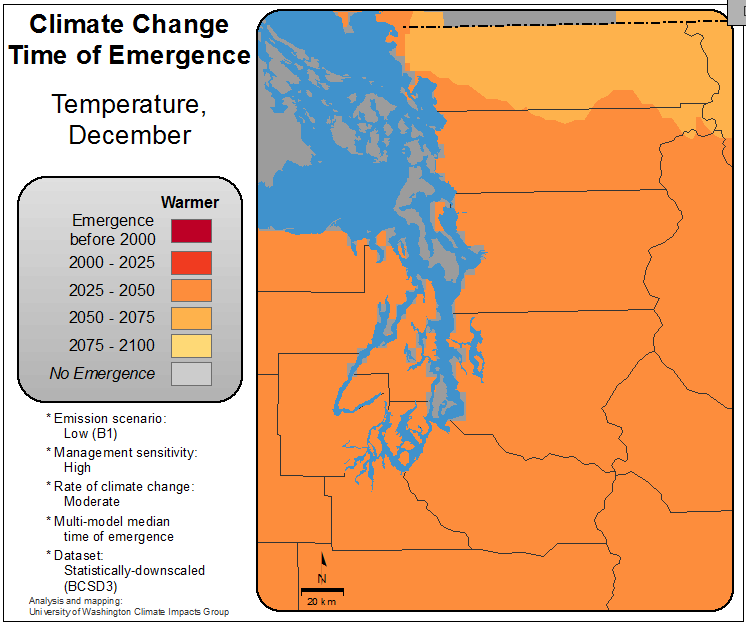 Climate Change
Time of Emergence
Temperature,
December
Warmer
Emergence
before 2000
2000 - 2025
2025 - 2050
2050 - 2075
2075 - 2100
No Emergence
* Emission scenario:
Low (B1)
* Management sensitivity:
High
* Rate of climate change:
Moderate
* Multi-model median
time of emergence
* Dataset:
Statistically-downscaled
(BCSD3)
Analysis and mapping:
University of Washington Climate Impacts Group
N
20 km